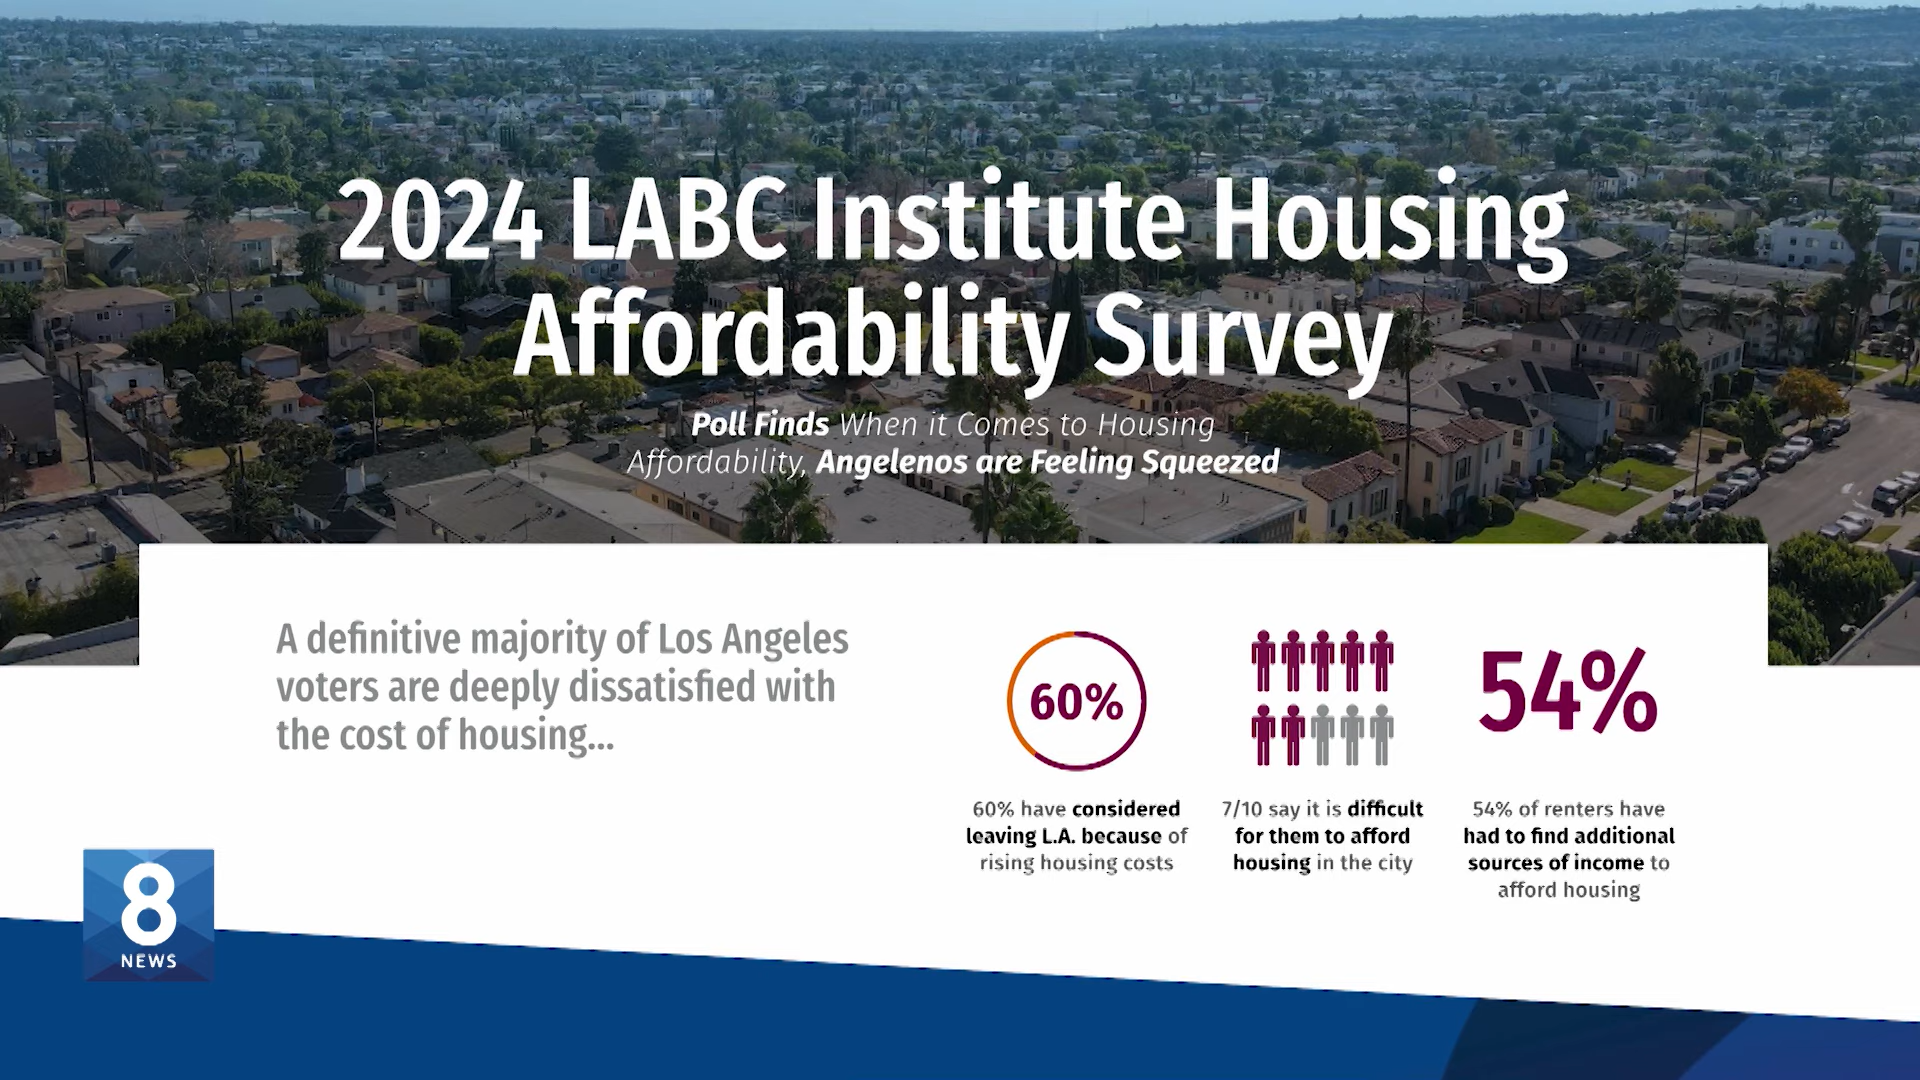 2024 LABC Institute Housing
Affordability Survey
Poll Finds When it Comes to Housing
Affordability, Angelenos are Feeling Squeezed
A definitive majority of Los Angeles
voters are deeply dissatisfied with
the cost of housing...
60%
60% have considered
leaving L.A. because of
rising housing costs
7/10 say it is difficult
for them to afford
housing in the city
54%
54% of renters have
had to find additional
sources of income to
afford housing
8
NEWS